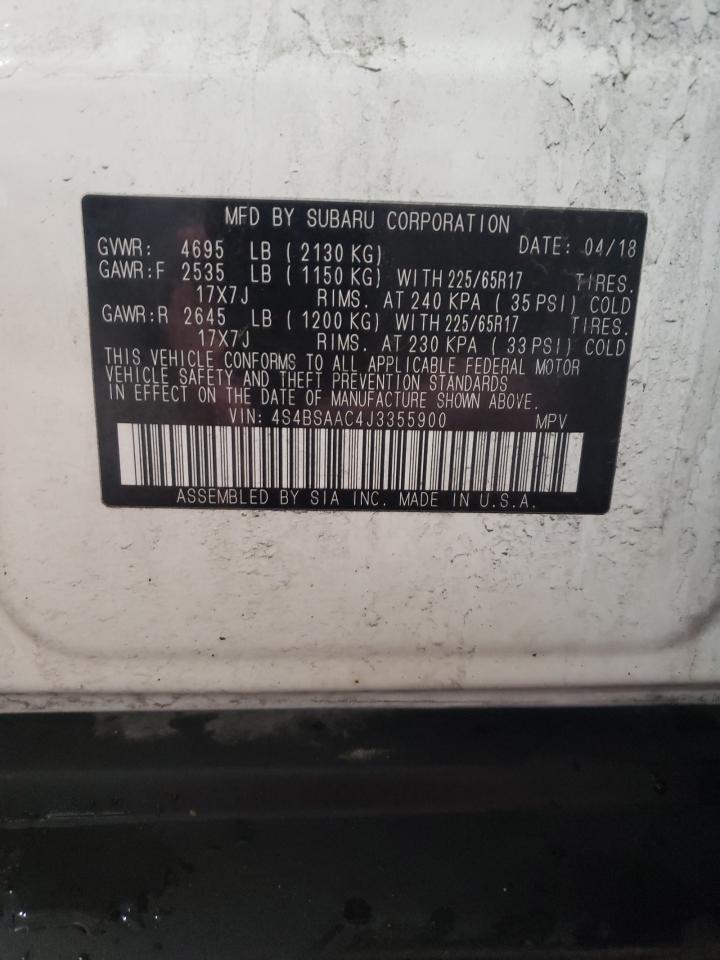 MFD BY SUBARU CORPORATION
GVWR: 4695 LB ( 2130 KG) DATE: 04/18
GAWR:F 2535 LB ( 1150 KG) WITH 225/65R17 TIRES.
17X7J RIMS. AT 240 KPA ( 35 PSI) COLD
GAWR:R 2645 LB ( 1200 KG) WITH 225/65R17 TIRES.
17X7J RIMS. AT 230 KPA ( 33 PSI) COLD
THIS VEHICLE CONFORMS TO ALL APPLICABLE FEDERAL MOTOR
VEHICLE SAFETY AND THEFT PREVENTION STANDARDS
IN EFFECT ON THE DATE OF MANUFACTURE SHOWN ABOVE.
VIN: 4S4BSAAC4J3355900 MPV
ASSEMBLED BY SIA INC. MADE IN U.S.A.